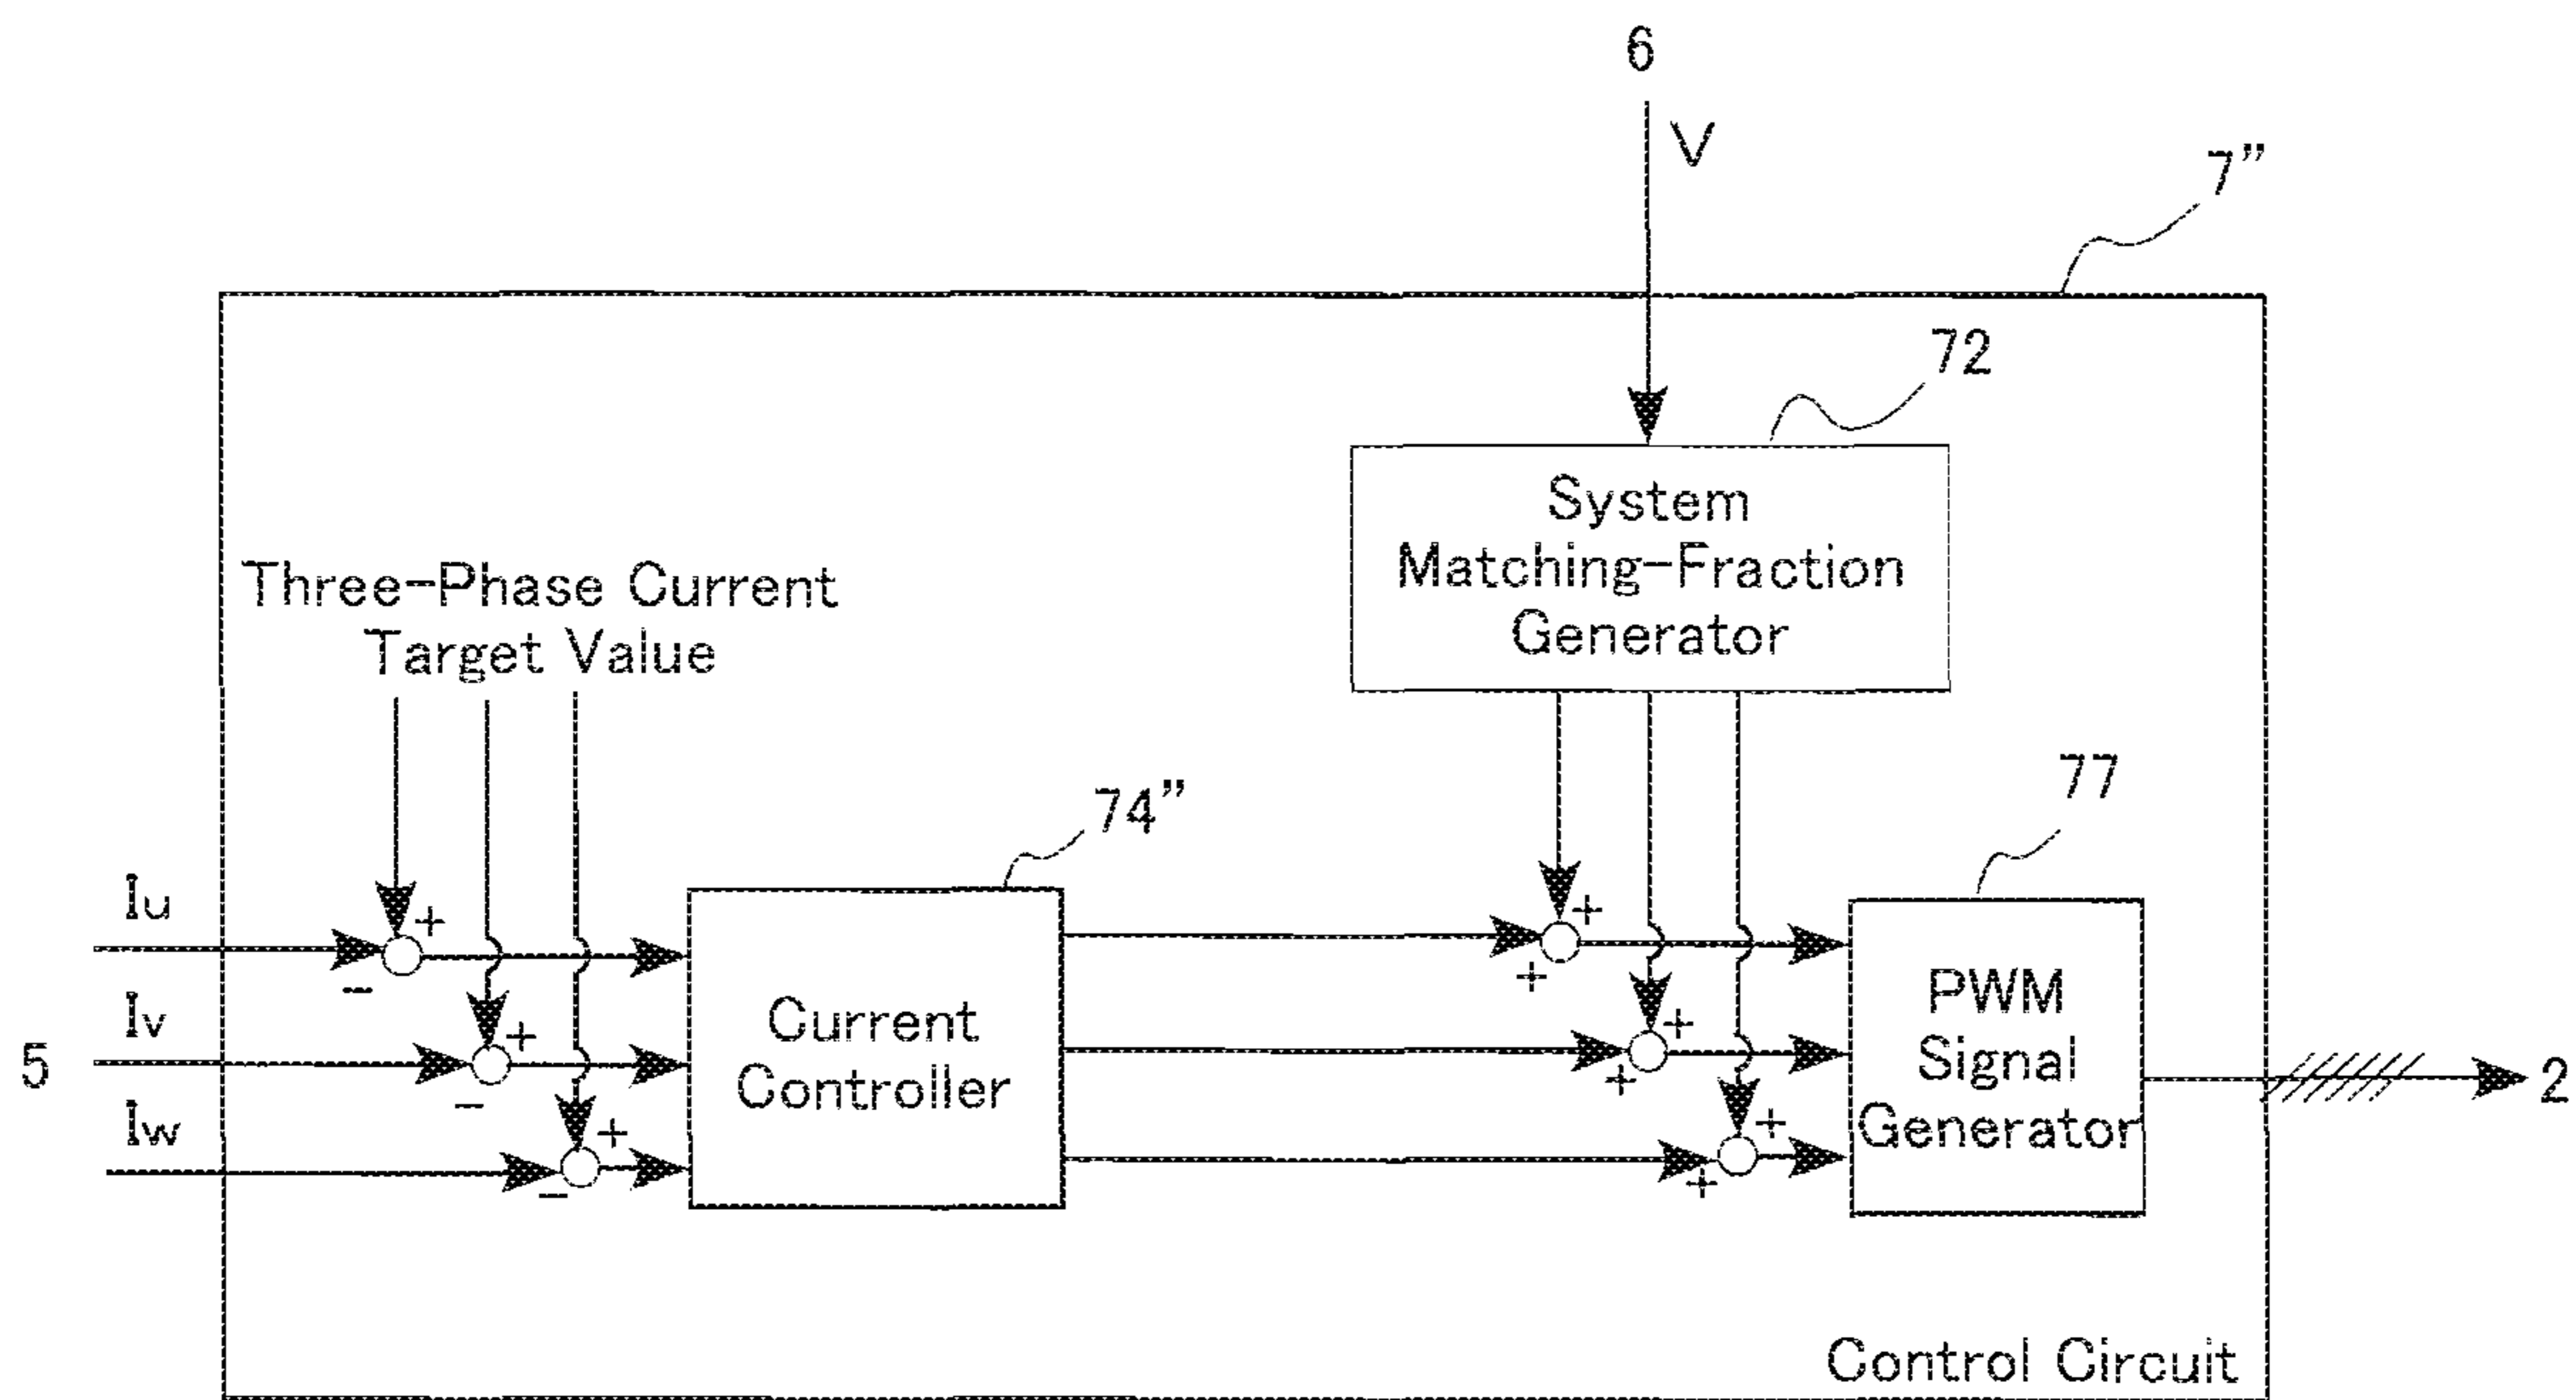 6
V
7”
72
System
Matching-Fraction
Generator
Three-Phase Current
Target Value
74”
77
Iu
+
+
−
+
Iv
+
+
5
Current
Controller
PWM
Signal
Generator
−
+
2
Iw
+
+
−
+
Control Circuit